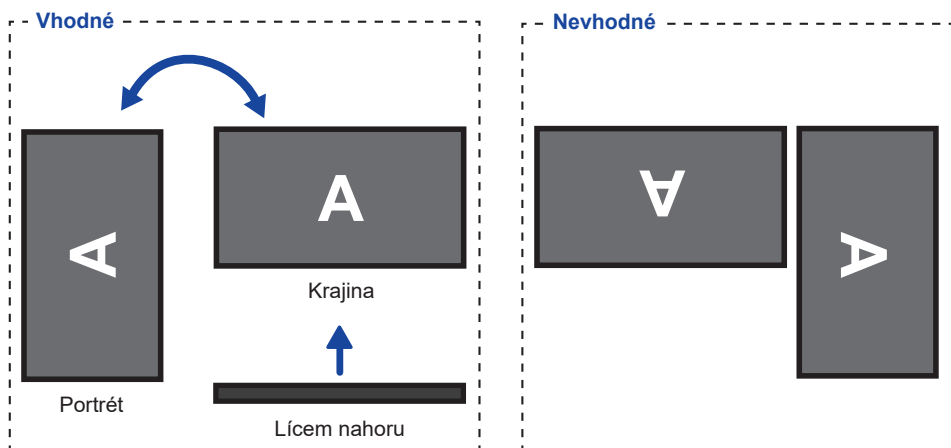 Vhodné
A
A
Krajina
Portrét
Lícem nahoru
Nevhodné
A
A